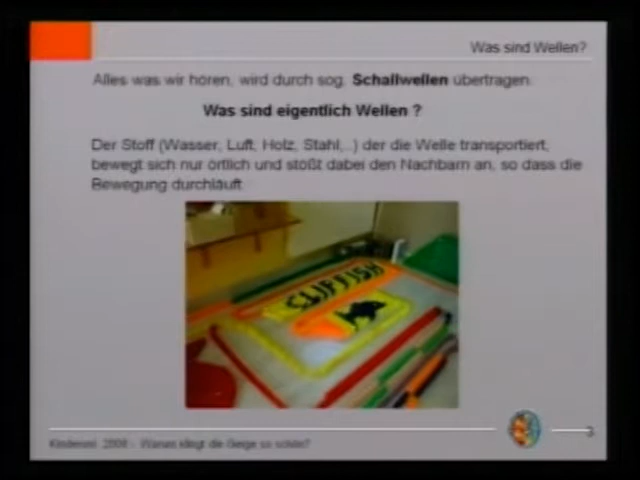 Was sind Wellen?
Alles was wir hören, wird durch sog. Schallwellen übertragen.
Was sind eigentlich Wellen ?
Der Stoff (Wasser, Luft, Holz, Stahl,..) der die Welle transportiert,
bewegt sich nur örtlich und stößt dabei den Nachbarn an, so dass die
Bewegung durchläuft
CLIFFISH
3
Kinderuni 2008 - Warum klingt die Geige so schön?